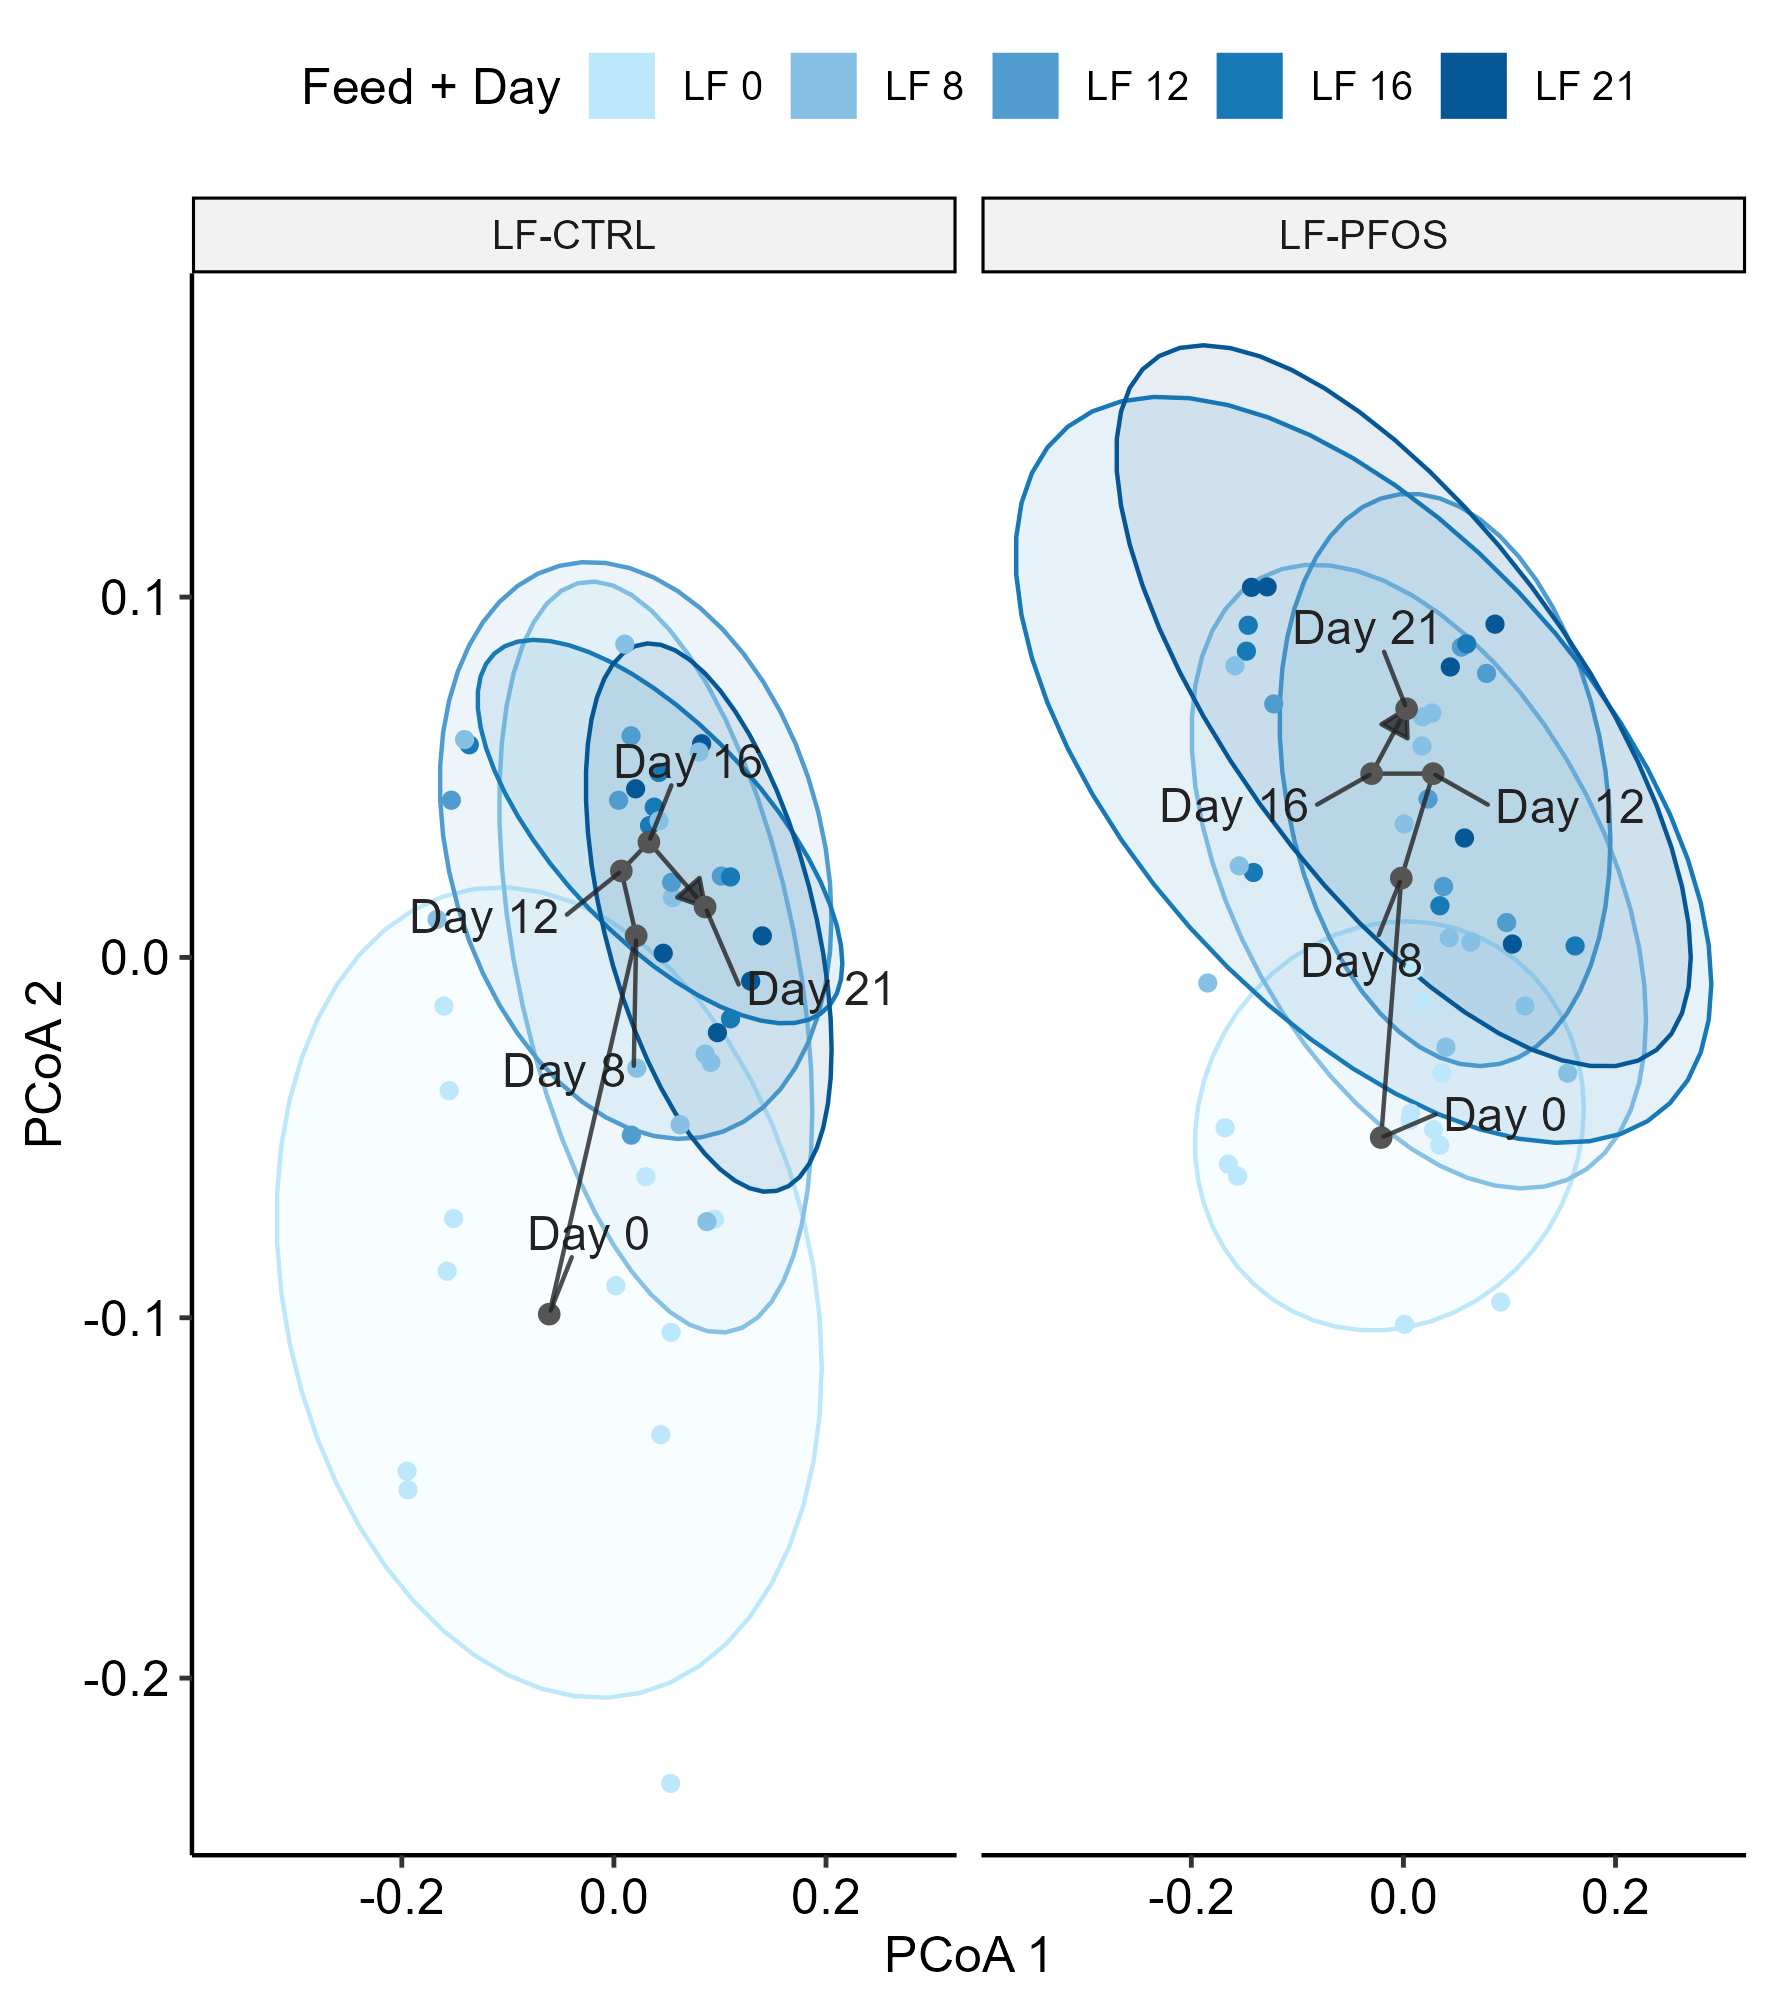 Feed + Day LF 0 LF 8 LF 12 LF 16 LF 21
LF-CTRL LF-PFOS
0.1
0.0
-0.1
-0.2
PCoA 2
Day 16
Day 12
Day 21
Day 8
Day 0
Day 21
Day 16
Day 12
Day 8
Day 0
-0.2 0.0 0.2 -0.2 0.0 0.2
PCoA 1